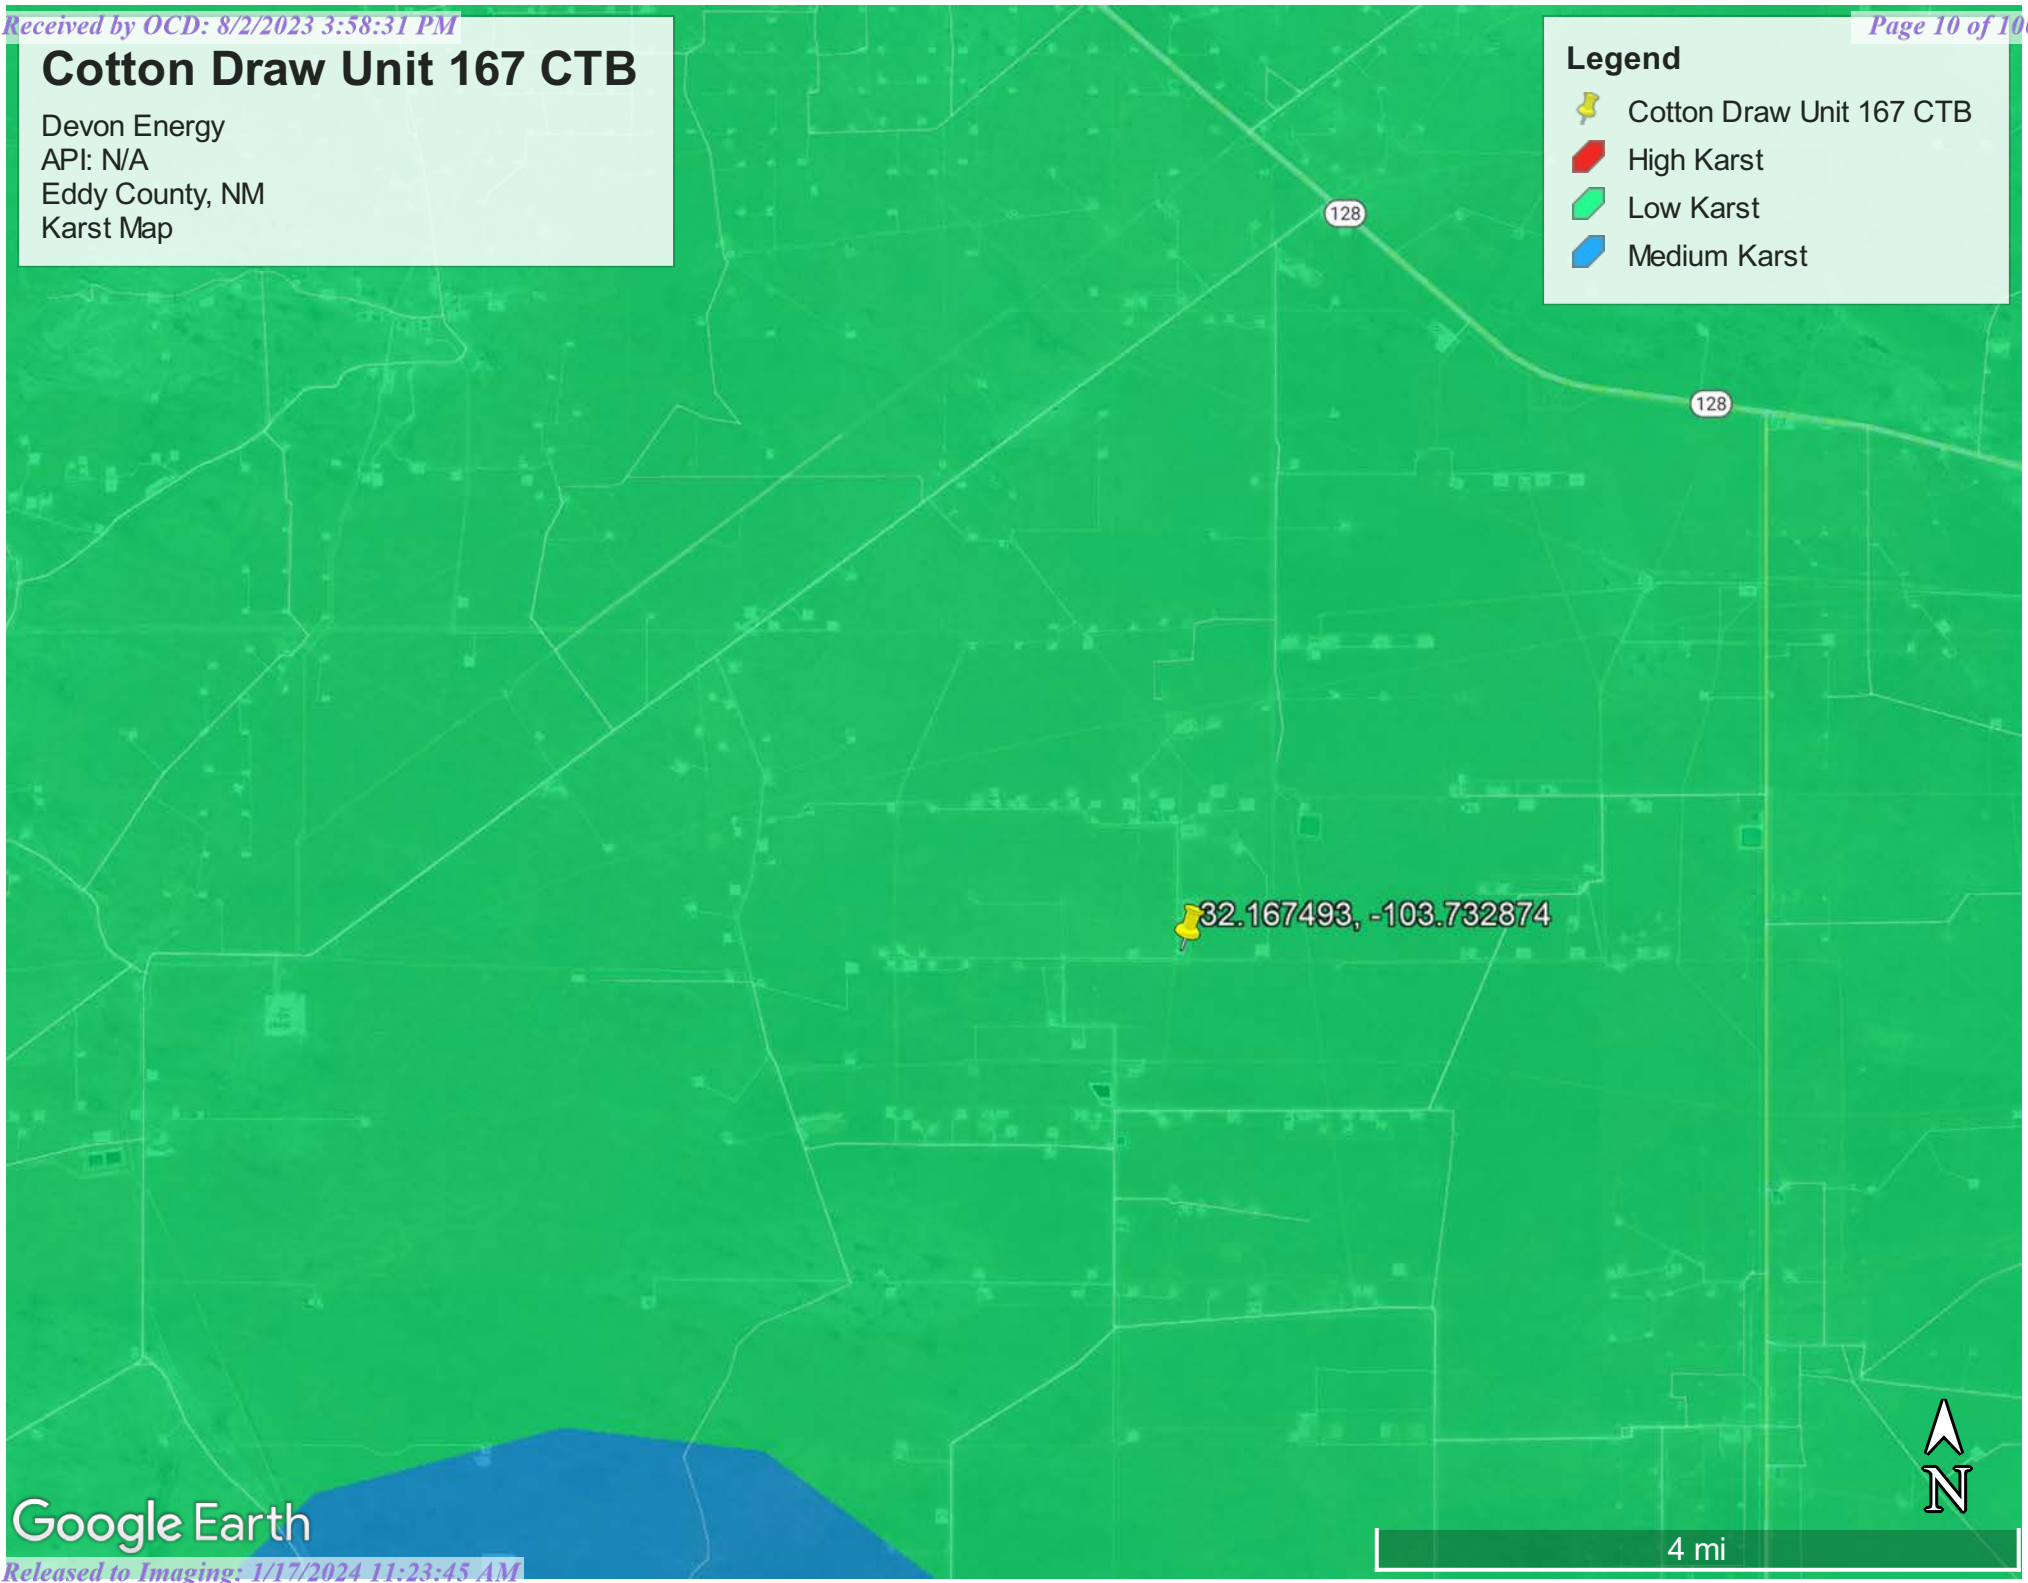 Received by OCD: 8/2/2023 3:58:31 PM
Page 10 of
Cotton Draw Unit 167 CTB
Devon Energy
API: N/A
Eddy County, NM
Karst Map
Legend
Cotton Draw Unit 167 CTB
High Karst
Low Karst
Medium Karst
128
128
32.167493, -103.732874
N
Google Earth
4 mi
Released to Imaging: 1/17/2024 11:23:45 AM